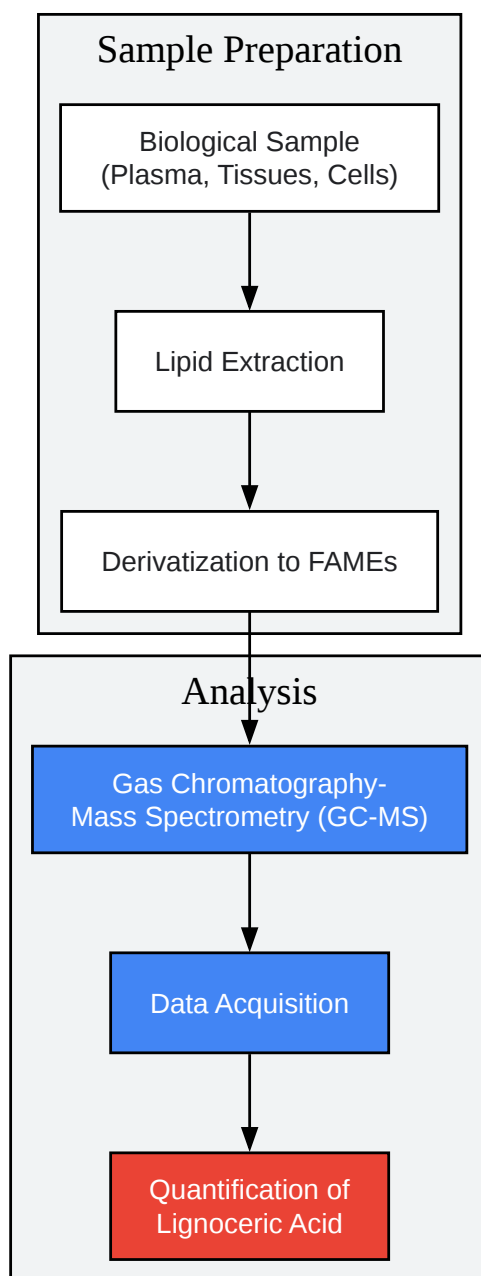 Sample Preparation
Biological Sample
(Plasma, Tissues, Cells)
Lipid Extraction
Derivatization to FAMEs
Analysis
Gas Chromatography-
Mass Spectrometry (GC-MS)
Data Acquisition
Quantification of
Lignoceric Acid